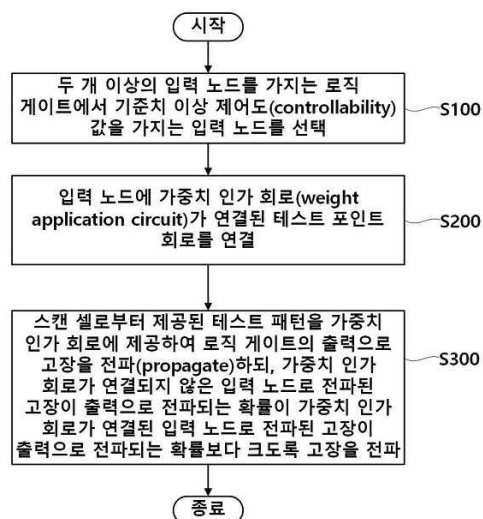 시작
두 개 이상의 입력 노드를 가지는 로직
게이트에서 기준치 이상 제어도(controllability)
값을 가지는 입력 노드를 선택
S100
입력 노드에 가중치 인가 회로(weight
application circuit)가 연결된 테스트 포인트
회로를 연결
S200
스캔 셀로부터 제공된 테스트 패턴을 가중치
인가 회로에 제공하여 로직 게이트의 출력으로
고장을 전파(propagate)하되, 가중치 인가
회로가 연결되지 않은 입력 노드로 전파된
고장이 출력으로 전파되는 확률이 가중치 인가
회로가 연결된 입력 노드로 전파된 고장이
출력으로 전파되는 확률보다 크도록 고장을 전파
S300
종료